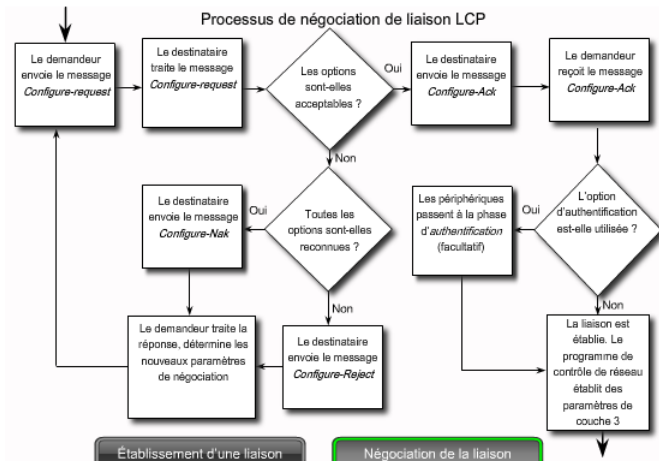 Processus de négociation de liaison LCP
Le demandeur
envoie le message
Configure-request
Le destinataire
traite le message
Configure-request
Les options
sont-elles
acceptables ?
Oui
Le destinataire
envoie le message
Configure-Ack
Le demandeur
reçoit le message
Configure-Ack
Non
Le destinataire
envoie le message
Configure-Nak
Oui
Toutes les
options sont-elles
reconnues ?
Les périphériques
passent à la phase
d'authentification
(facultatif)
Oui
L'option
d'authentification
est-elle utilisée ?
Non
Non
Le demandeur traite la
réponse, détermine les
nouveaux paramètres
de négociation
Le destinataire
envoie le message
Configure-Reject
La liaison est
établie. Le
programme de
contrôle de réseau
établit des
paramètres de
couche 3
Établissement d'une liaison
Négociation de la liaison